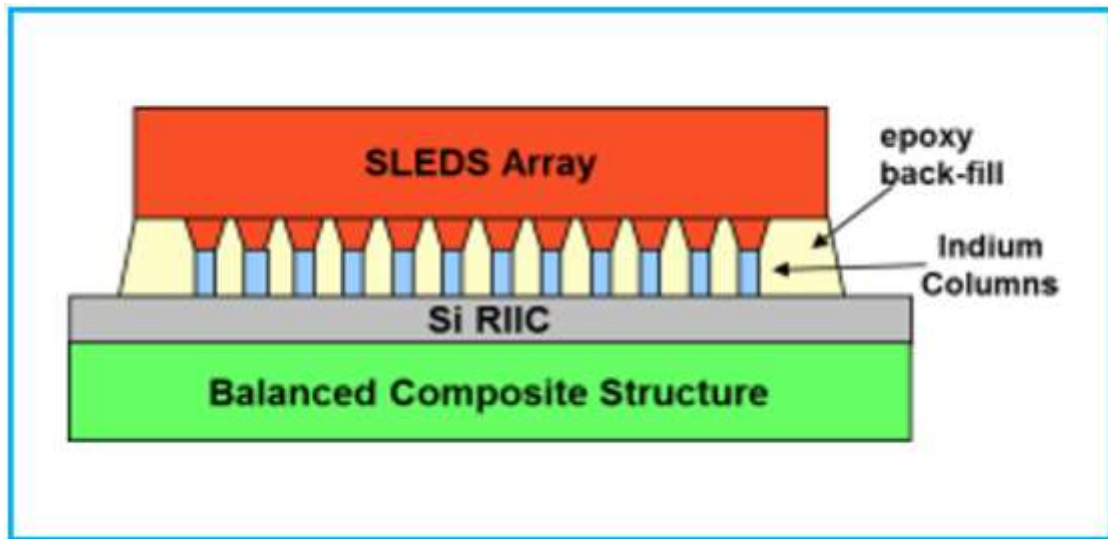 SLEDS Array
epoxy
back-fill
Indium
Columns
Si RIIC
Balanced Composite Structure